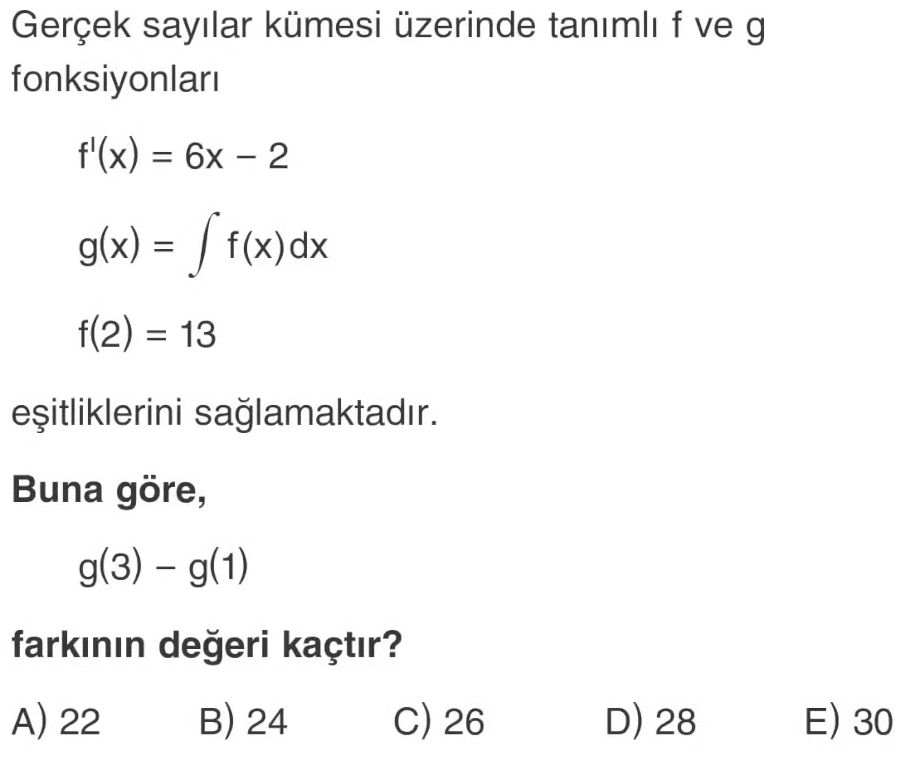 Gerçek sayılar kümesi üzerinde tanımlı f ve g
fonksiyonları
f'(x) = 6x – 2
g(x) = ∫ f(x)dx
f(2) = 13
eşitliklerini sağlamaktadır.
Buna göre,
g(3) – g(1)
farkının değeri kaçtır?
A) 22 B) 24 C) 26 D) 28 E) 30